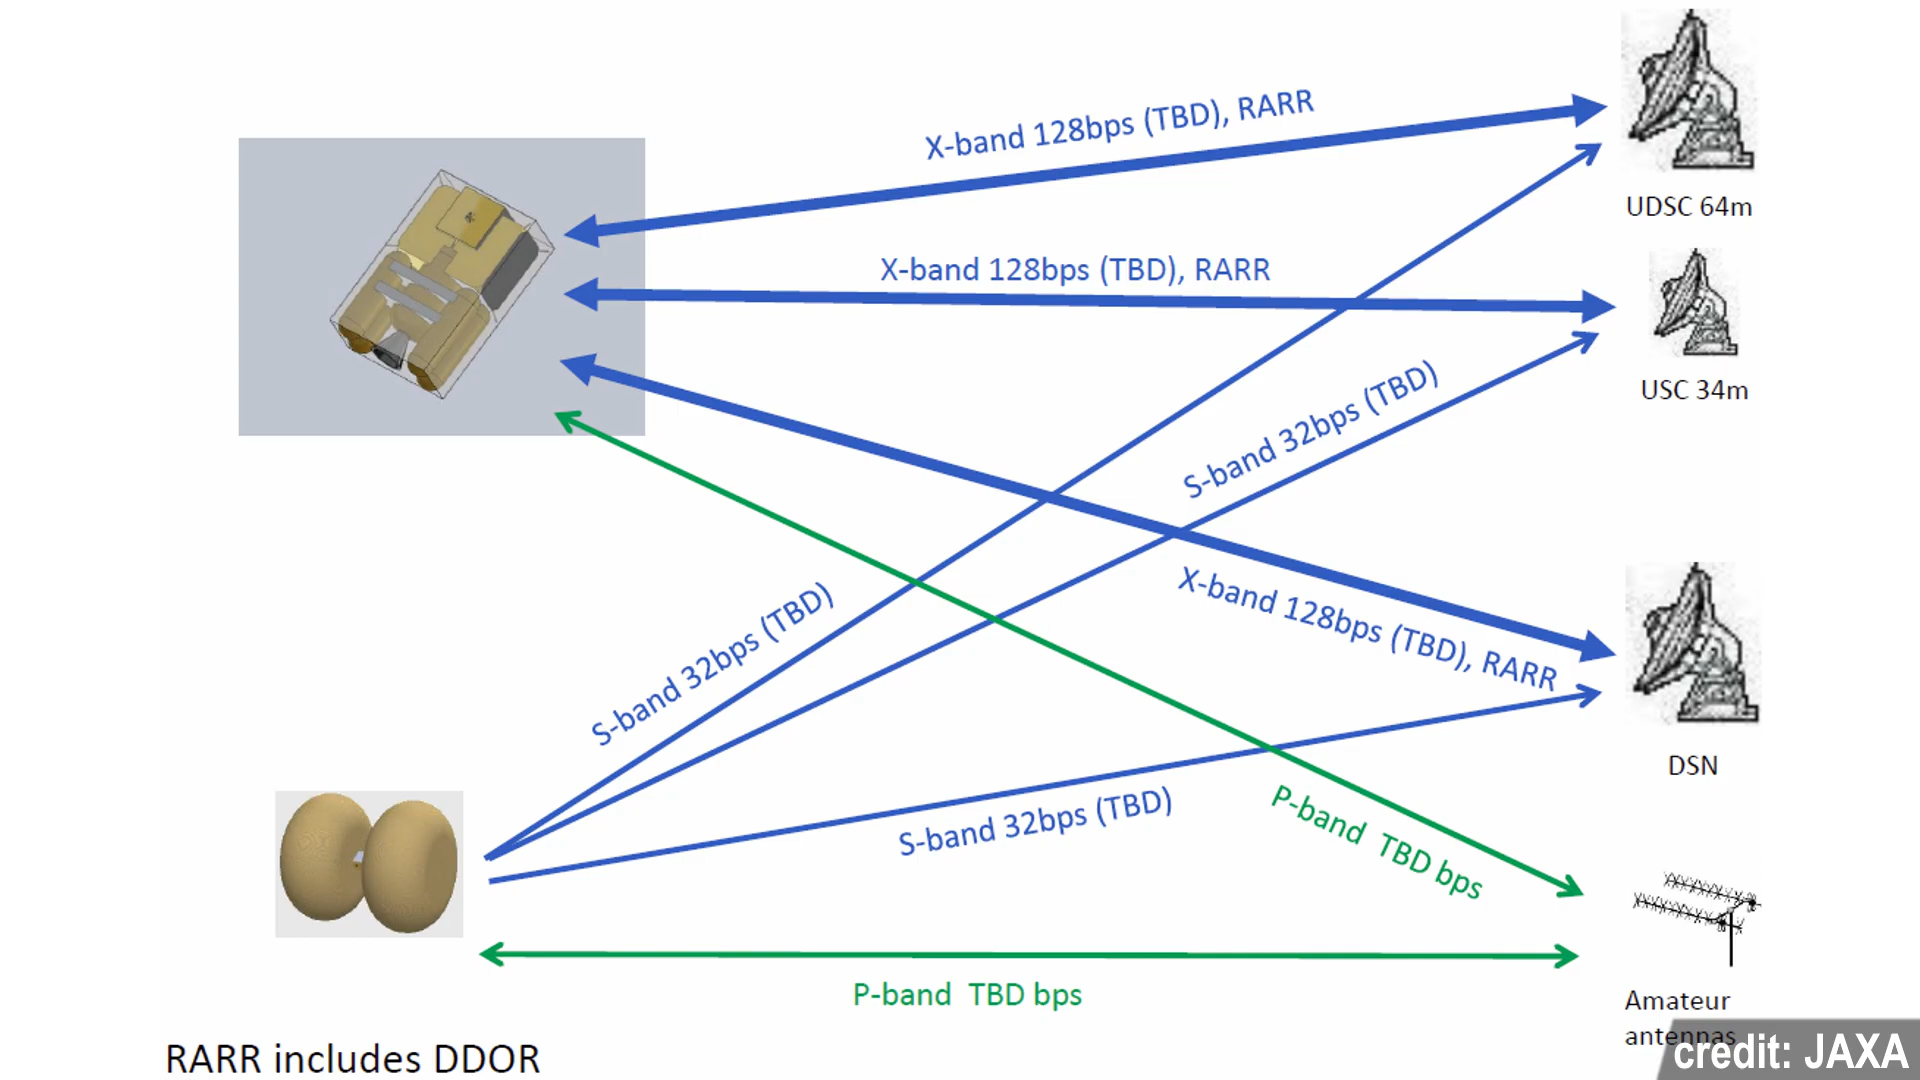 X-band 128bps (TBD), RARR
UDSC 64m
X-band 128bps (TBD), RARR
USC 34m
S-band 32bps (TBD)
S-band 32bps (TBD)
X-band 128bps (TBD), RARR
DSN
S-band 32bps (TBD)
P-band TBD bps
P-band TBD bps
Amateur
antennas
RARR includes DDOR
credit: JAXA